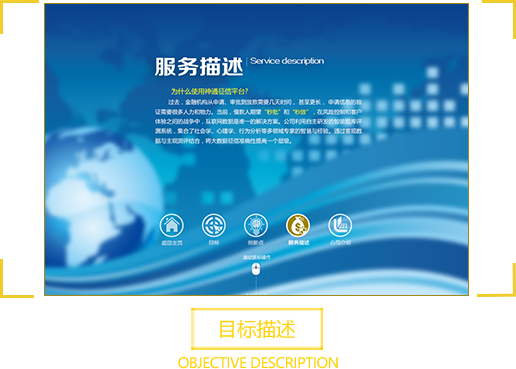 服务描述 Service description
为什么使用神通征信平台?
过去，金融机构从申请、审批到放款需要几天时间，甚至更长，申请信息的验
证需要很多人力和物力。当前，借款人期望“秒批”和“秒放”，在风险控制和客户
体验之间的战争中，互联网数据是唯一的解决方案。公司利用自主研发的智能题库评
测系统，集合了社会学、心理学、行为分析等多领域专家的智慧与经验。通过客观数
据与主观测评结合，将大数据征信准确性提高一个层级。
返回主页 目标 创新点 服务描述 公司介绍
滚动鼠标操作
目标描述
OBJECTIVE DESCRIPTION